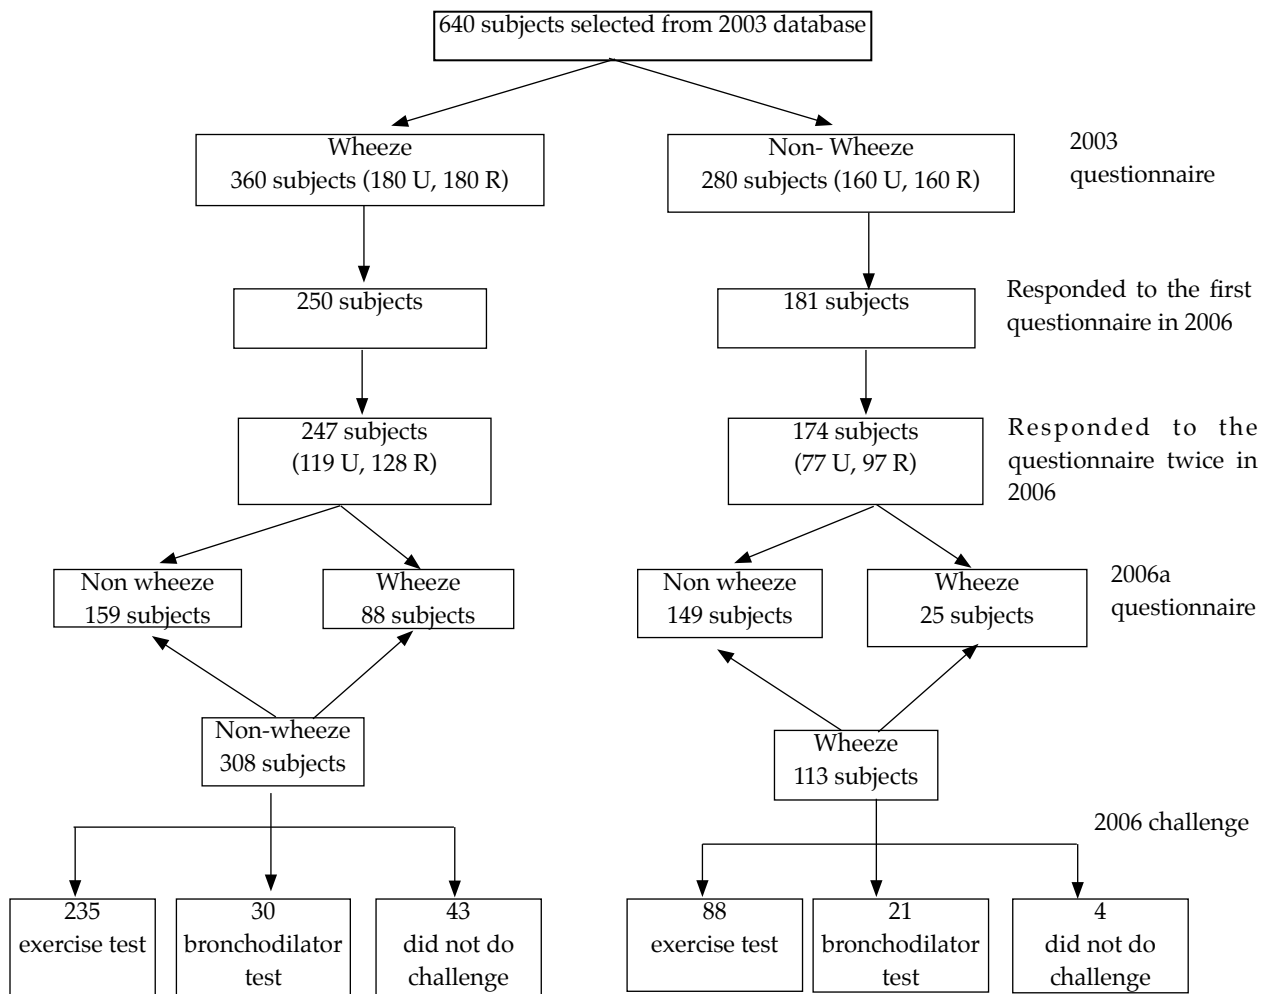 640 subjects selected from 2003 database
Wheeze
360 subjects (180 U, 180 R)
Non- Wheeze
280 subjects (160 U, 160 R)
2003
questionnaire
250 subjects
181 subjects
Responded to the first
questionnaire in 2006
247 subjects
(119 U, 128 R)
174 subjects
(77 U, 97 R)
Responded to the
questionnaire twice in
2006
Non wheeze
159 subjects
Wheeze
88 subjects
Non wheeze
149 subjects
Wheeze
25 subjects
2006a
questionnaire
Non-wheeze
308 subjects
Wheeze
113 subjects
2006 challenge
235
exercise test
30
bronchodilator
test
43
did not do
challenge
88
exercise test
21
bronchodilator
test
4
did not do
challenge